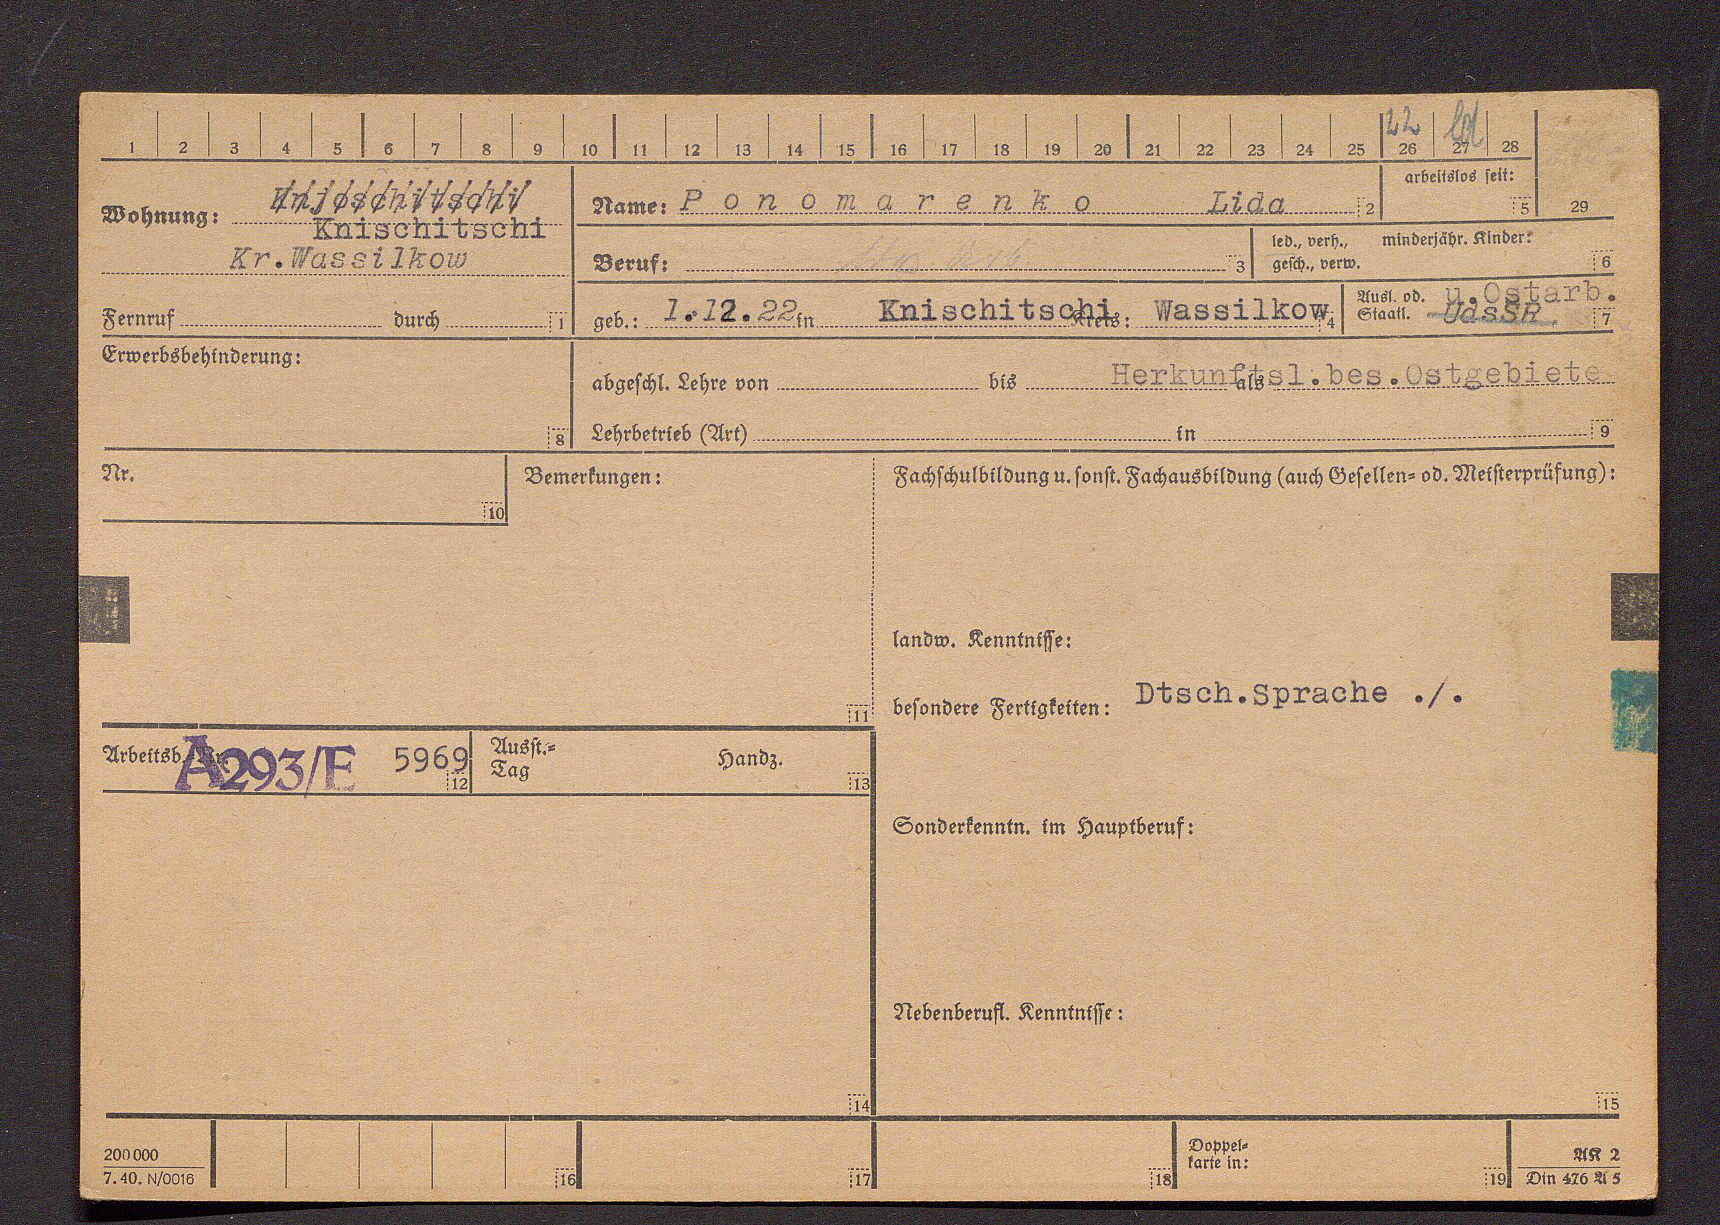 22
1 2 3 4 5 6 7 8 9 10 11 12 13 14 15 16 17 18 19 20 21 22 23 24 25 26 27 28
Wohnung:
Knischitschi
Kr.Wassilkow
Fernruf durch 1
Name: Ponomarenko Lida 2
arbeitslos seit: 5 29
Beruf: 3
led., verh., minderjähr. Kinder:
gesch., verw. 6
geb.: 1.12.22 in Knischitschi Kreis: Wassilkow 4
Ausl. od. u.Ostarb.
Staatl. UdSSR 7
Erwerbsbehinderung: 8
Herkunftsl.bes.Ostgebiete
abgeschl. Lehre von bis als
Lehrbetrieb (Art) in 9
Nr. 10
Bemerkungen: 11
Fachschulbildung u. sonst. Fachausbildung (auch Gesellen= od. Meisterprüfung):
landw. Kenntnisse:
besondere Fertigkeiten: Dtsch.Sprache ./.
Arbeitsb.-Nr. A293/E 5969 12
Ausst.=
Tag Handz. 13
Sonderkenntn. im Hauptberuf:
Nebenberufl. Kenntnisse:
14 15
200 000
7. 40. N/0016
16 17 18
Doppel=
karte in: 19
AK 2
Din 476 A 5